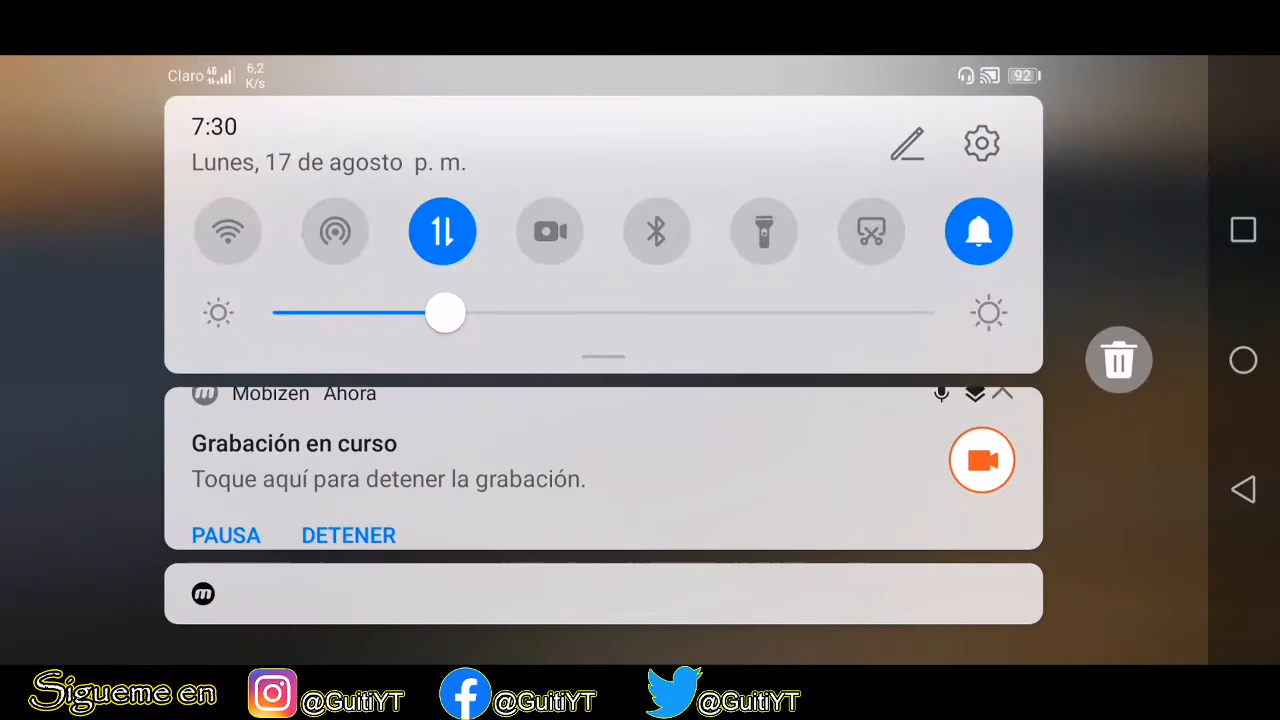 Claro 4G 6,2 K/s 92
7:30
Lunes, 17 de agosto p. m.
Mobizen Ahora
Grabación en curso
Toque aquí para detener la grabación.
PAUSA DETENER
Sígueme en @GuitiYT @GuitiYT @GuitiYT